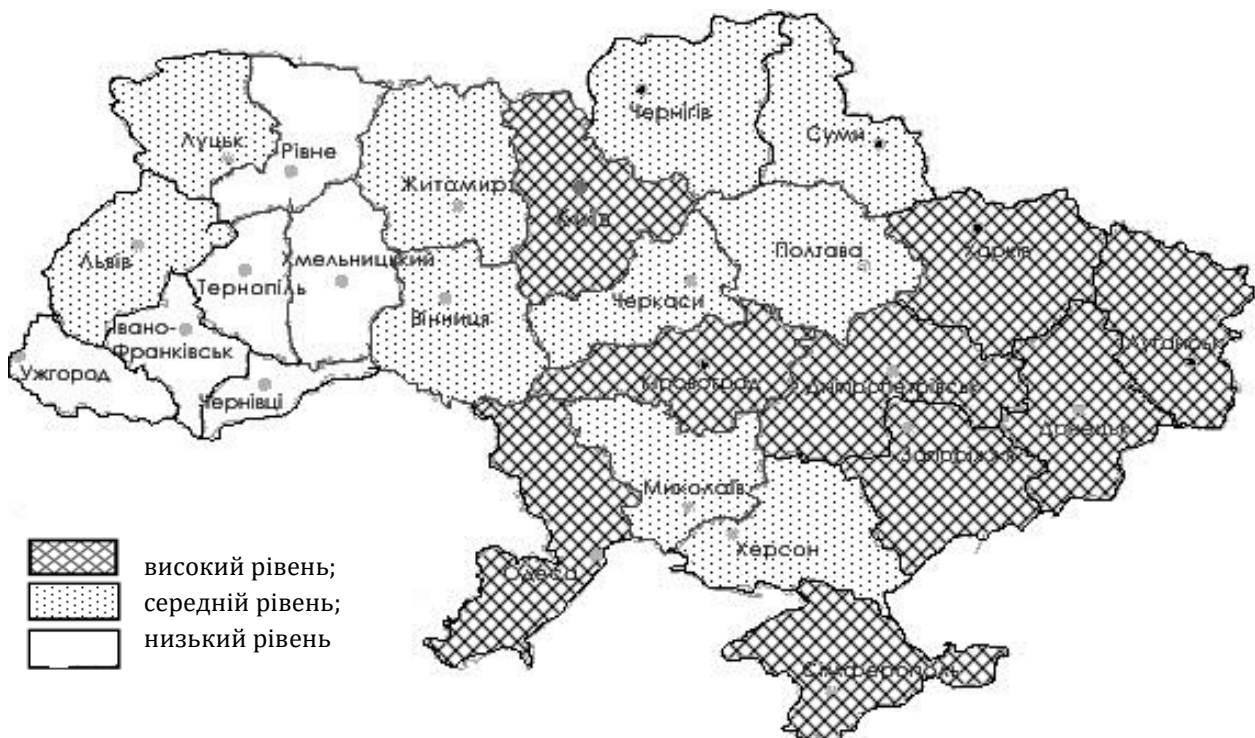 Чернігів
Суми
Луцьк
Рівне
Житомир
Київ
Харків
Львів
Тернопіль
Хмельницький
Полтава
Черкаси
Вінниця
Івано-
Франківськ
Луганськ
Ужгород
Чернівці
Кіровоград
Дніпропетрівськ
Донецьк
Запоріжжя
Миколаїв
Херсон
Одеса
Сімферополь
високий рівень;
середній рівень;
низький рівень